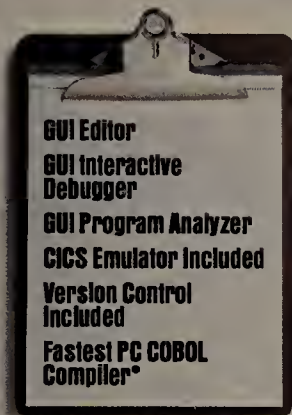 GUI Editor
GUI Interactive
Debugger
GUI Program Analyzer
CICS Emulator Included
Version Control
Included
Fastest PC COBOL
Compiler*